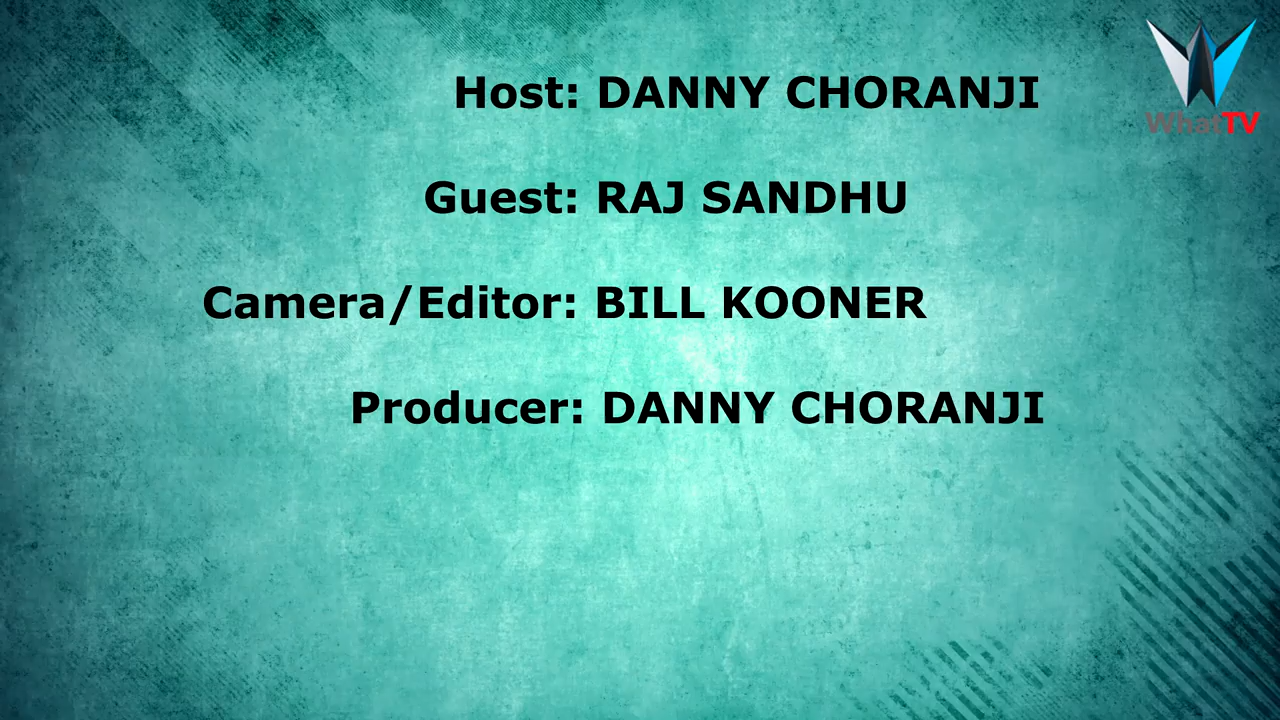 Host: DANNY CHORANJI
WhatTV
Guest: RAJ SANDHU
Camera/Editor: BILL KOONER
Producer: DANNY CHORANJI